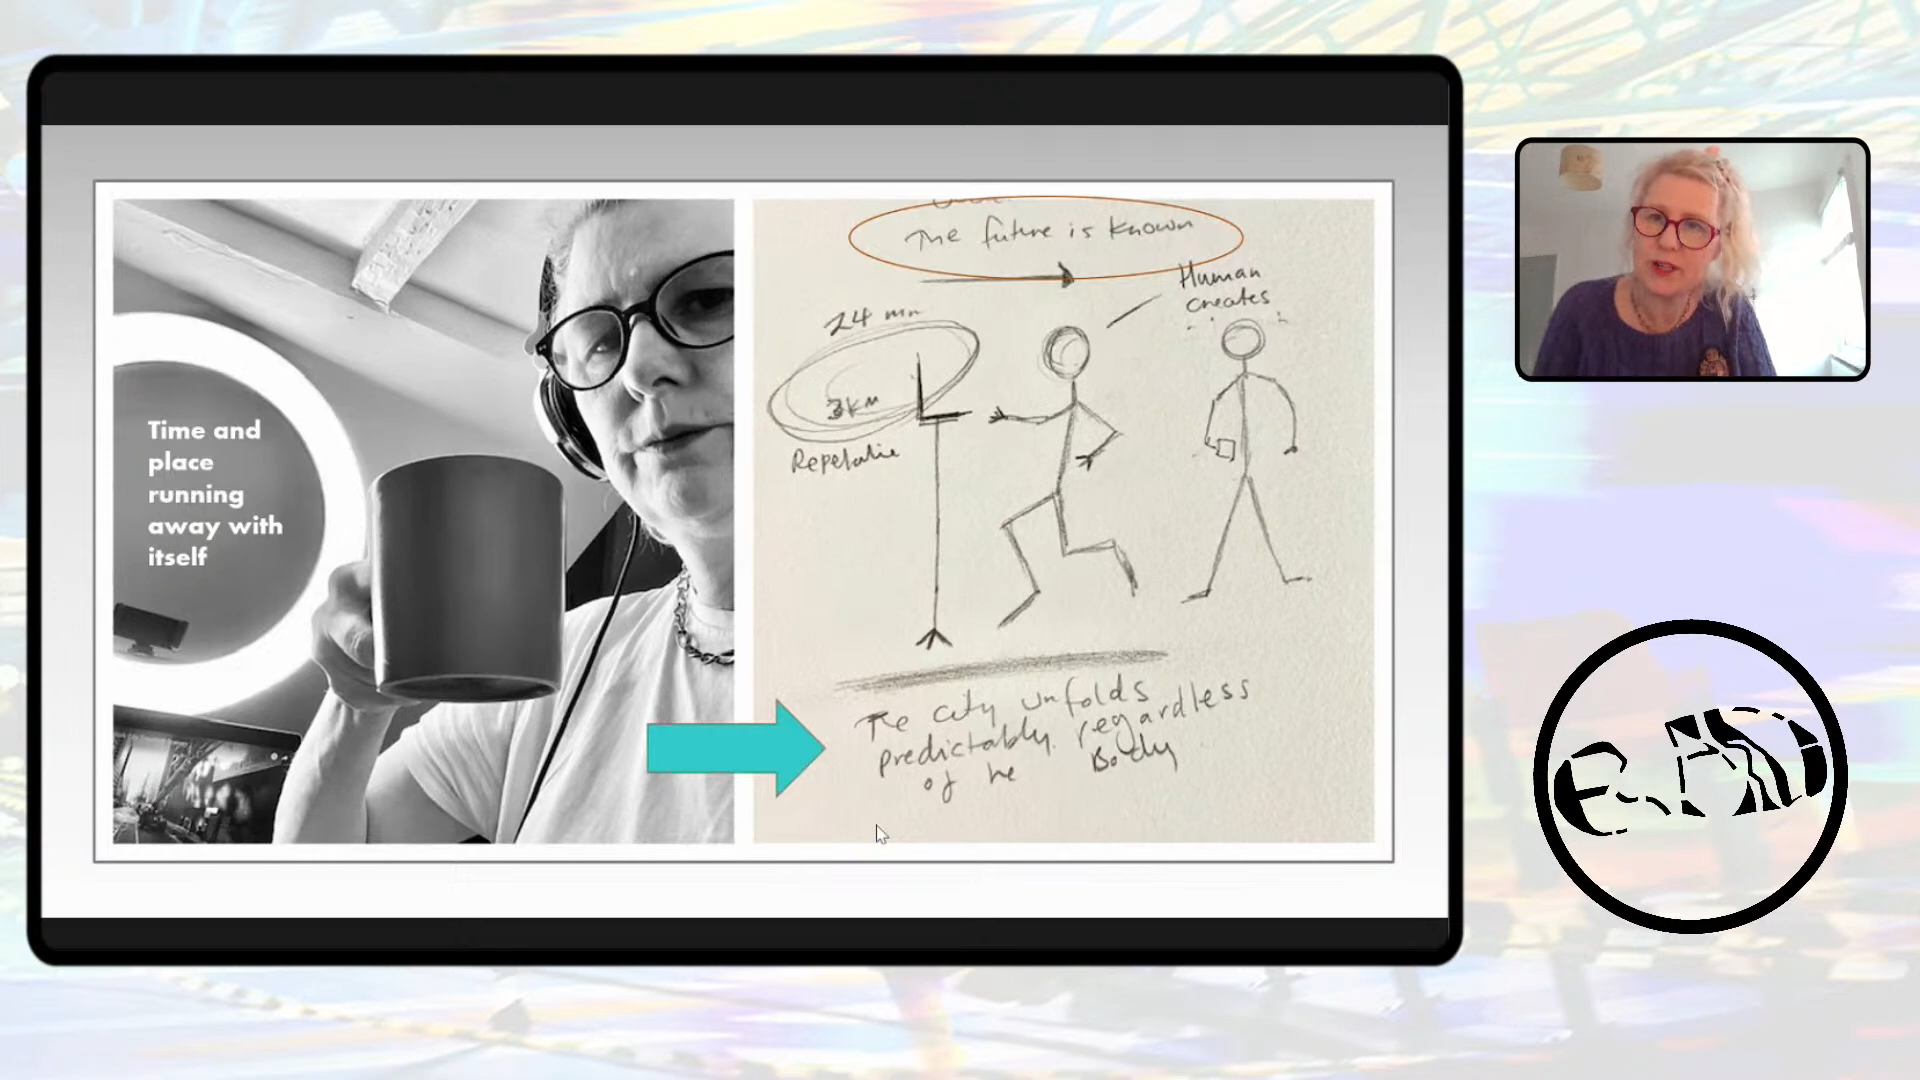 Time and
place
running
away with
itself
The future is known
Human
creates
24 min
3KM
Repetative
The city unfolds
predictably regardless
of he Body